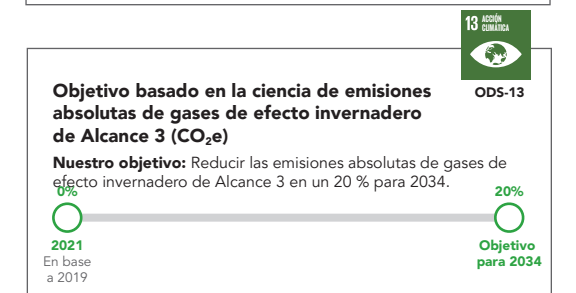 13 ACCIÓN CLIMÁTICA
ODS-13
Objetivo basado en la ciencia de emisiones
absolutas de gases de efecto invernadero
de Alcance 3 (CO₂e)
Nuestro objetivo: Reducir las emisiones absolutas de gases de
efecto invernadero de Alcance 3 en un 20 % para 2034.
0%
20%
2021
En base
a 2019
Objetivo
para 2034